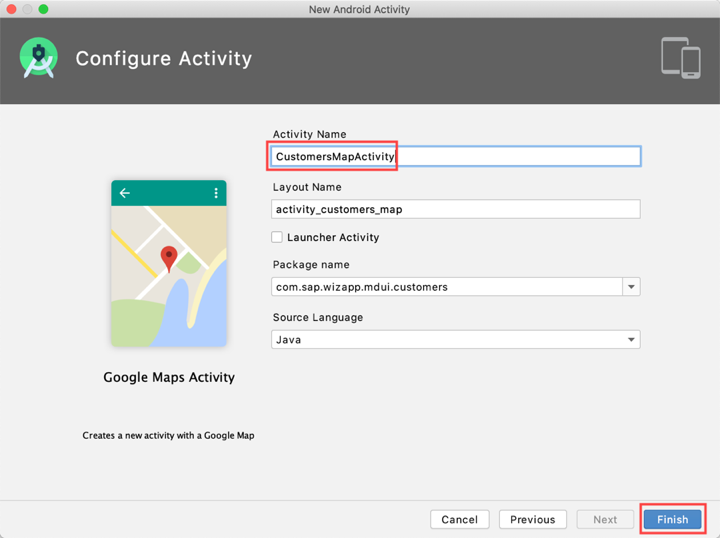 New Android Activity
Configure Activity
Activity Name
CustomersMapActivity
Layout Name
activity_customers_map
Launcher Activity
Package name
com.sap.wizapp.mdui.customers
Source Language
Java
Google Maps Activity
Creates a new activity with a Google Map
Cancel
Previous
Next
Finish